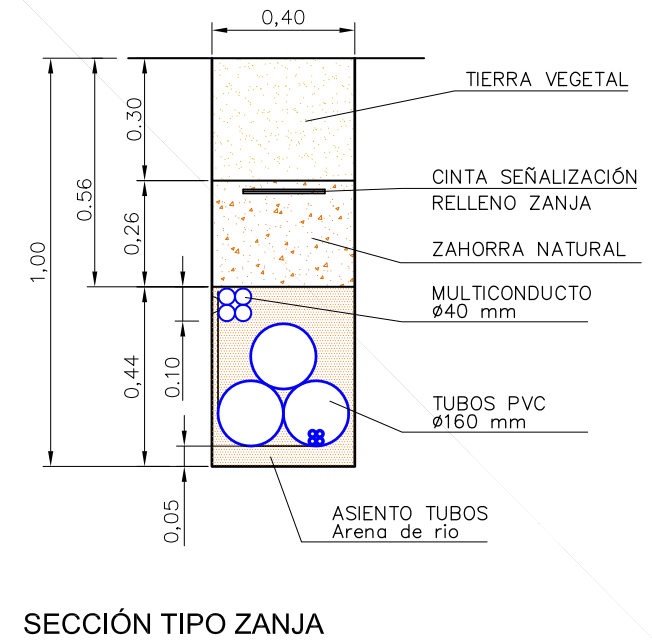 0,40
TIERRA VEGETAL
0.30
CINTA SEÑALIZACIÓN
RELLENO ZANJA
0.56
0,26
1,00
ZAHORRA NATURAL
MULTICONDUCTO
ø40 mm
0,44
0.10
TUBOS PVC
ø160 mm
0,05
ASIENTO TUBOS
Arena de rio
SECCIÓN TIPO ZANJA